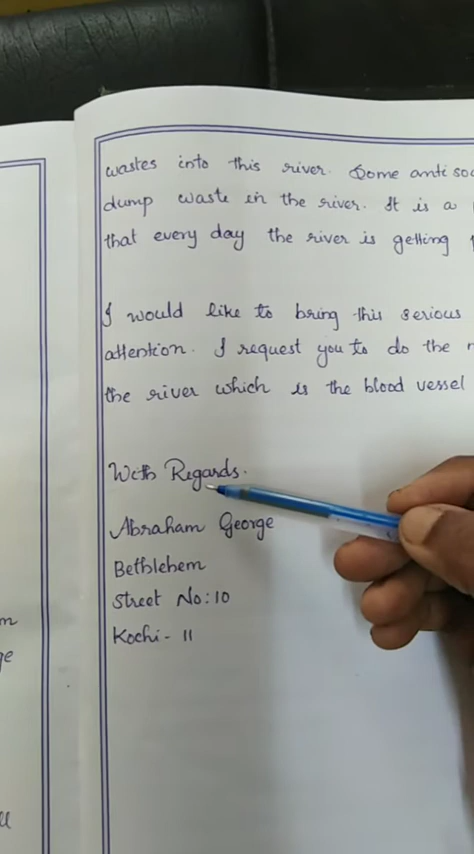 wastes into this river. Some anti soc
dump waste in the river. It is a
that every day the river is getting
I would like to bring this serious
attention. I request you to do the
the river which is the blood vessel
With Regards.
Abraham George
Bethlehem
Street No: 10
Kochi - 11